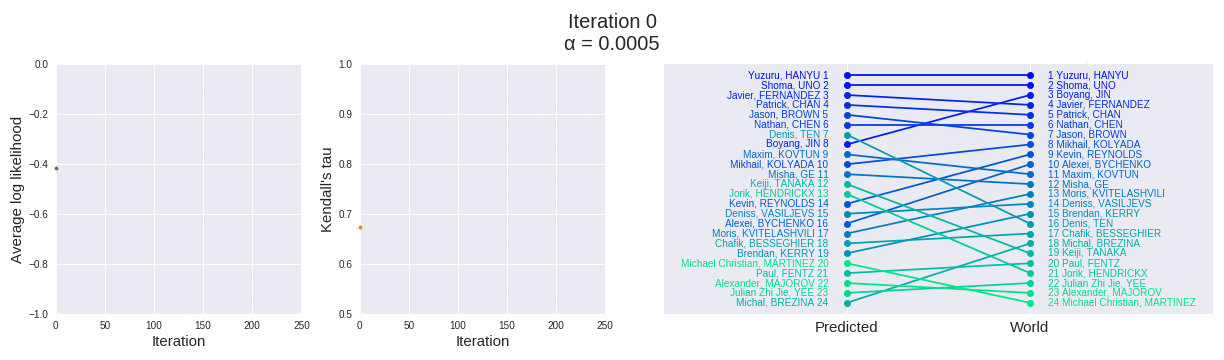 Iteration 0
α = 0.0005
Average log likelihood
0.0
−0.2
−0.4
−0.6
−0.8
−1.0
0 50 100 150 200 250
Iteration
Kendall's tau
1.0
0.9
0.8
0.7
0.6
0.5
0 50 100 150 200 250
Iteration
Yuzuru, HANYU 1
Shoma, UNO 2
Javier, FERNANDEZ 3
Patrick, CHAN 4
Jason, BROWN 5
Nathan, CHEN 6
Denis, TEN 7
Boyang, JIN 8
Maxim, KOVTUN 9
Mikhail, KOLYADA 10
Misha, GE 11
Keiji, TANAKA 12
Jorik, HENDRICKX 13
Kevin, REYNOLDS 14
Deniss, VASILJEVS 15
Alexei, BYCHENKO 16
Moris, KVITELASHVILI 17
Chafik, BESSEGHIER 18
Brendan, KERRY 19
Michael Christian, MARTINEZ 20
Paul, FENTZ 21
Alexander, MAJOROV 22
Julian Zhi Jie, YEE 23
Michal, BREZINA 24
1 Yuzuru, HANYU
2 Shoma, UNO
3 Boyang, JIN
4 Javier, FERNANDEZ
5 Patrick, CHAN
6 Nathan, CHEN
7 Jason, BROWN
8 Mikhail, KOLYADA
9 Kevin, REYNOLDS
10 Alexei, BYCHENKO
11 Maxim, KOVTUN
12 Misha, GE
13 Moris, KVITELASHVILI
14 Deniss, VASILJEVS
15 Brendan, KERRY
16 Denis, TEN
17 Chafik, BESSEGHIER
18 Michal, BREZINA
19 Keiji, TANAKA
20 Paul, FENTZ
21 Jorik, HENDRICKX
22 Julian Zhi Jie, YEE
23 Alexander, MAJOROV
24 Michael Christian, MARTINEZ
Predicted
World